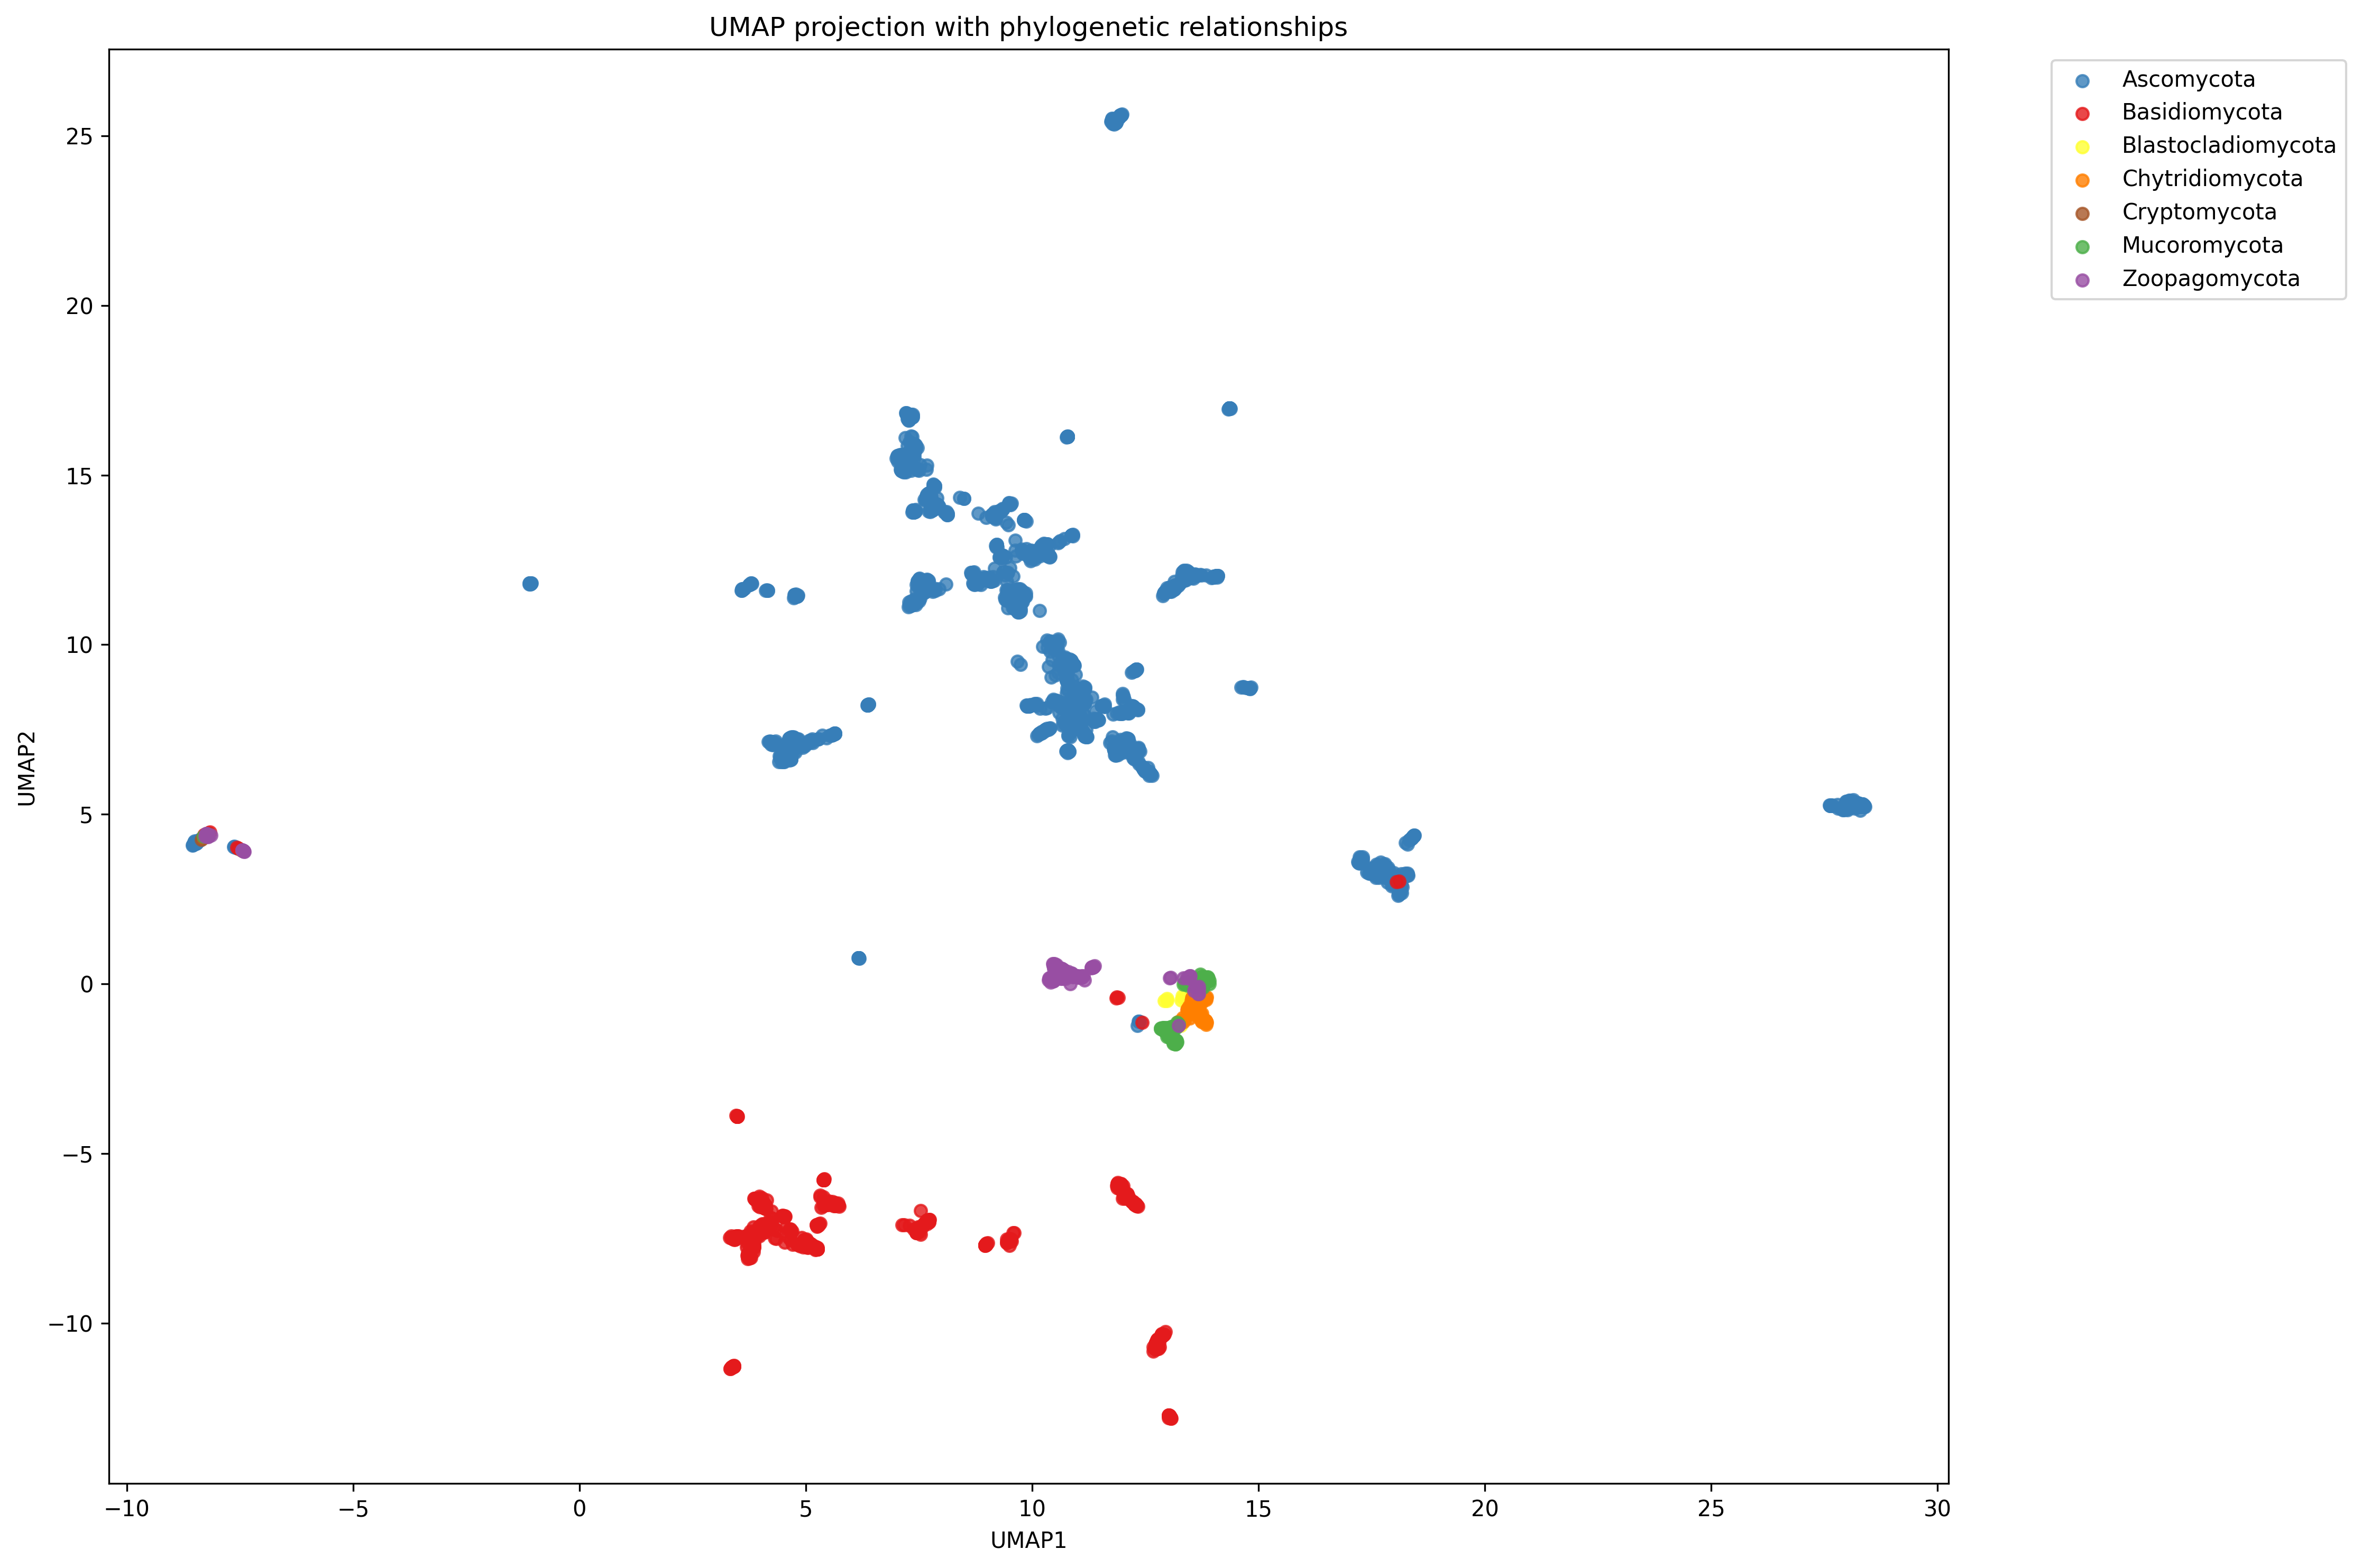 UMAP projection with phylogenetic relationships
Ascomycota
Basidiomycota
Blastocladiomycota
Chytridiomycota
Cryptomycota
Mucoromycota
Zoopagomycota
25
20
15
10
5
0
−5
−10
UMAP2
−10 −5 0 5 10 15 20 25 30
UMAP1